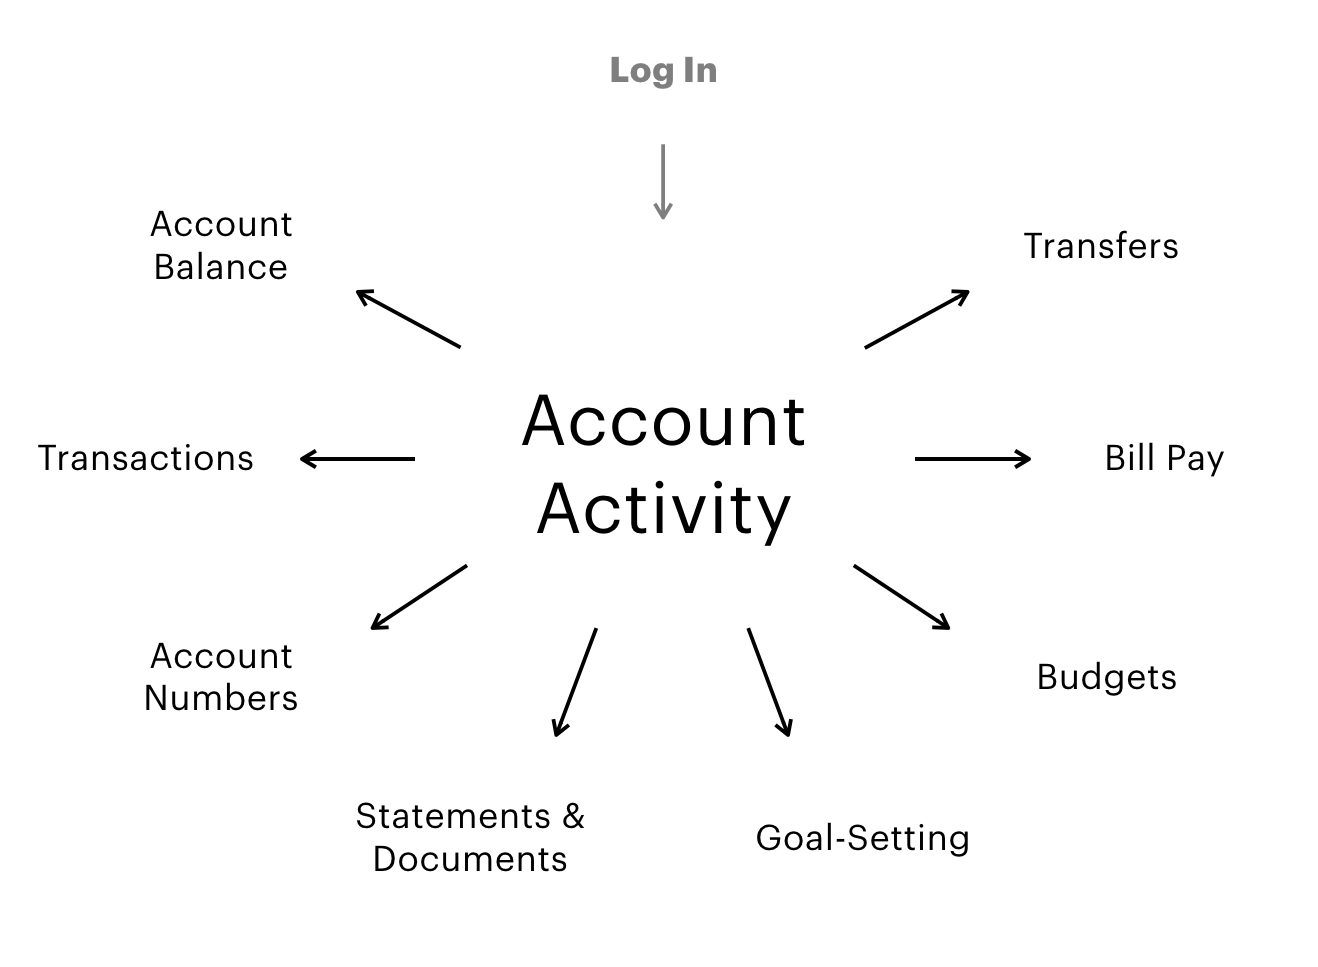 Log In
Account
Balance
Transfers
Account
Activity
Transactions
Bill Pay
Account
Numbers
Budgets
Statements &
Documents
Goal-Setting